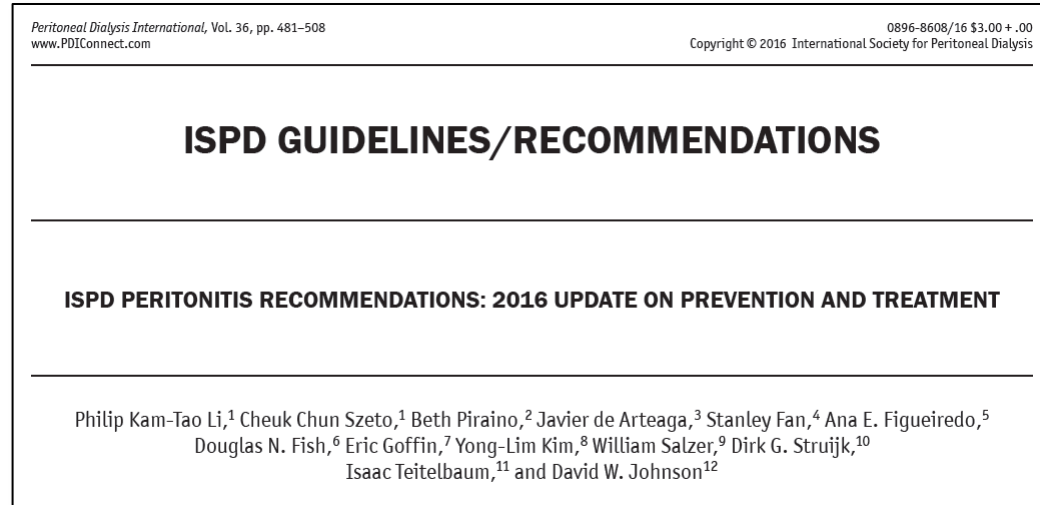 Peritoneal Dialysis International, Vol. 36, pp. 481–508
www.PDIConnect.com
0896-8608/16 $3.00 + .00
Copyright © 2016 International Society for Peritoneal Dialysis
ISPD GUIDELINES/RECOMMENDATIONS
ISPD PERITONITIS RECOMMENDATIONS: 2016 UPDATE ON PREVENTION AND TREATMENT
Philip Kam-Tao Li,1 Cheuk Chun Szeto,1 Beth Piraino,2 Javier de Arteaga,3 Stanley Fan,4 Ana E. Figueiredo,5
Douglas N. Fish,6 Eric Goffin,7 Yong-Lim Kim,8 William Salzer,9 Dirk G. Struijk,10
Isaac Teitelbaum,11 and David W. Johnson12